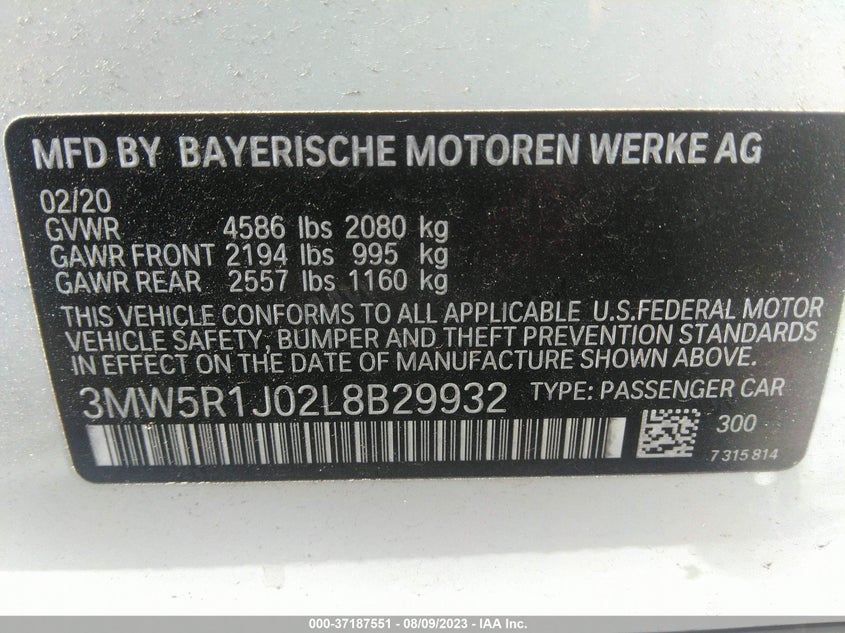 MFD BY BAYERISCHE MOTOREN WERKE AG
02/20
GVWR 4586 lbs 2080 kg
GAWR FRONT 2194 lbs 995 kg
GAWR REAR 2557 lbs 1160 kg
THIS VEHICLE CONFORMS TO ALL APPLICABLE U.S.FEDERAL MOTOR
VEHICLE SAFETY, BUMPER AND THEFT PREVENTION STANDARDS
IN EFFECT ON THE DATE OF MANUFACTURE SHOWN ABOVE.
3MW5R1J02L8B29932 TYPE: PASSENGER CAR
300
7 315 814
000-37187551 - 08/09/2023 - IAA Inc.